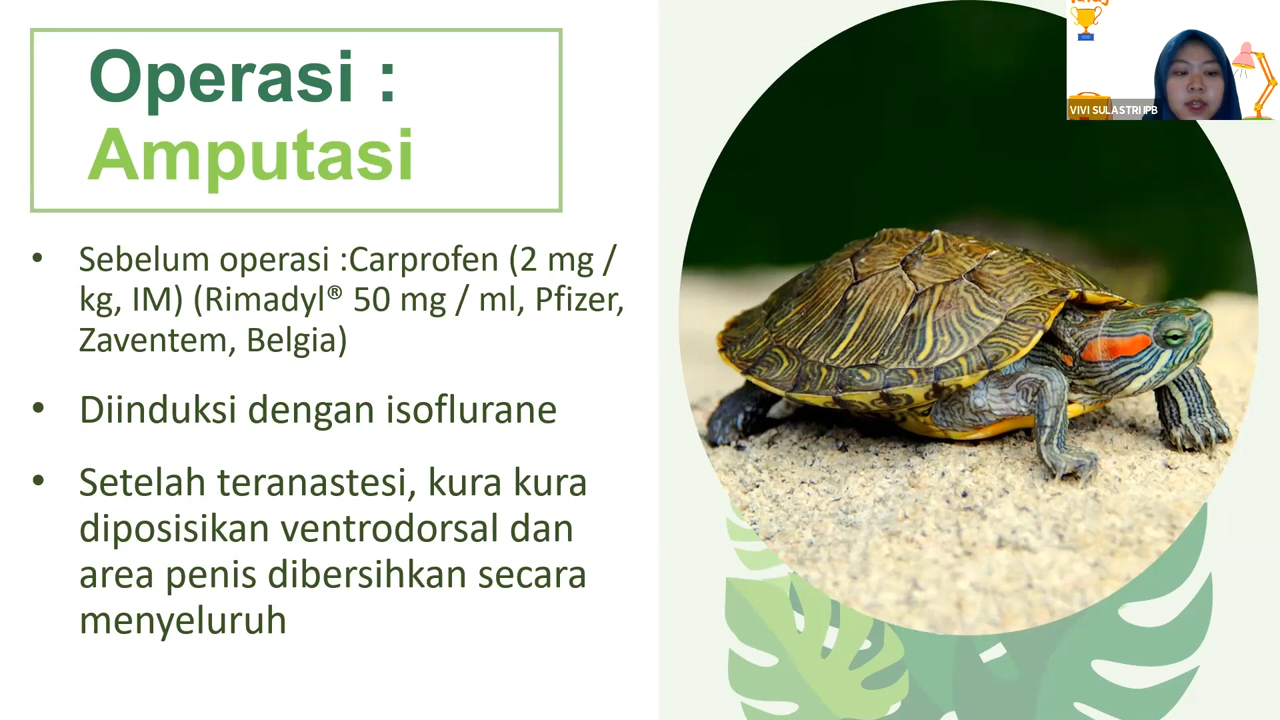 Operasi :
Amputasi
• Sebelum operasi :Carprofen (2 mg /
kg, IM) (Rimadyl® 50 mg / ml, Pfizer,
Zaventem, Belgia)
• Diinduksi dengan isoflurane
• Setelah teranastesi, kura kura
diposisikan ventrodorsal dan
area penis dibersihkan secara
menyeluruh
VIVI SULASTRI IPB